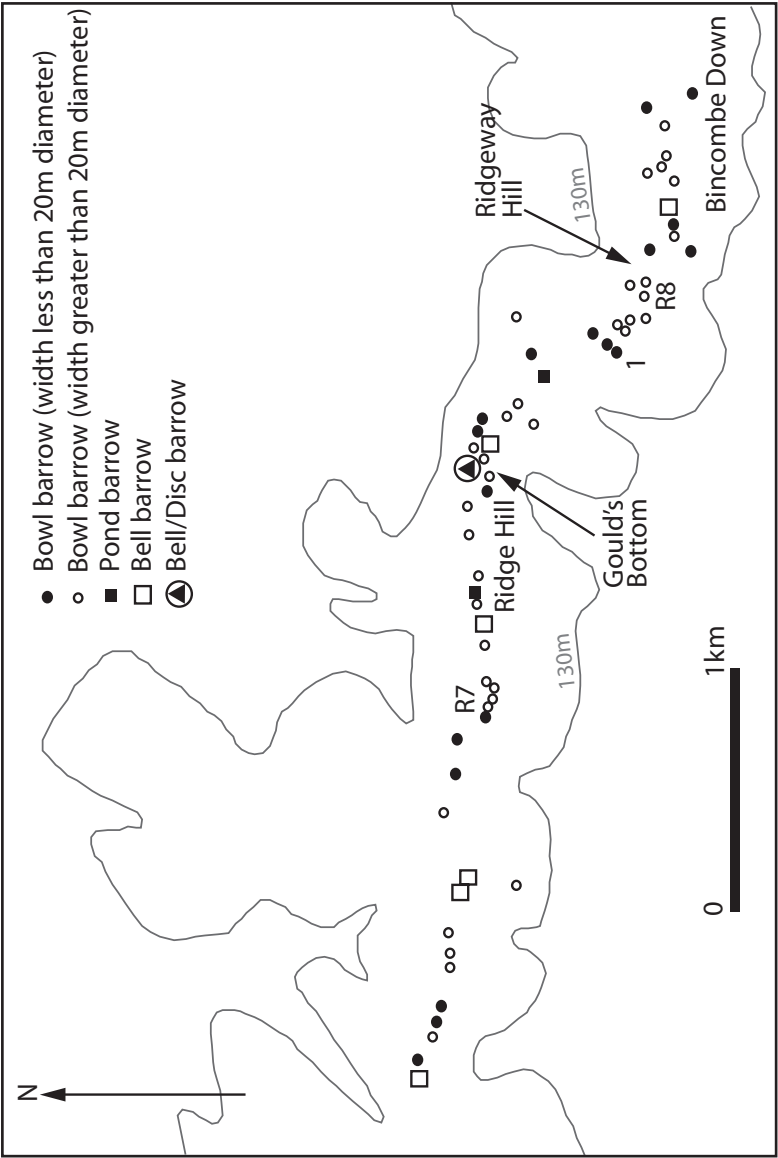 N
Bowl barrow (width less than 20m diameter)
Bowl barrow (width greater than 20m diameter)
Pond barrow
Bell barrow
Bell/Disc barrow
Ridgeway
Hill
130m
R7
Ridge Hill
Gould's
Bottom
1
R8
Bincombe Down
130m
0
1km